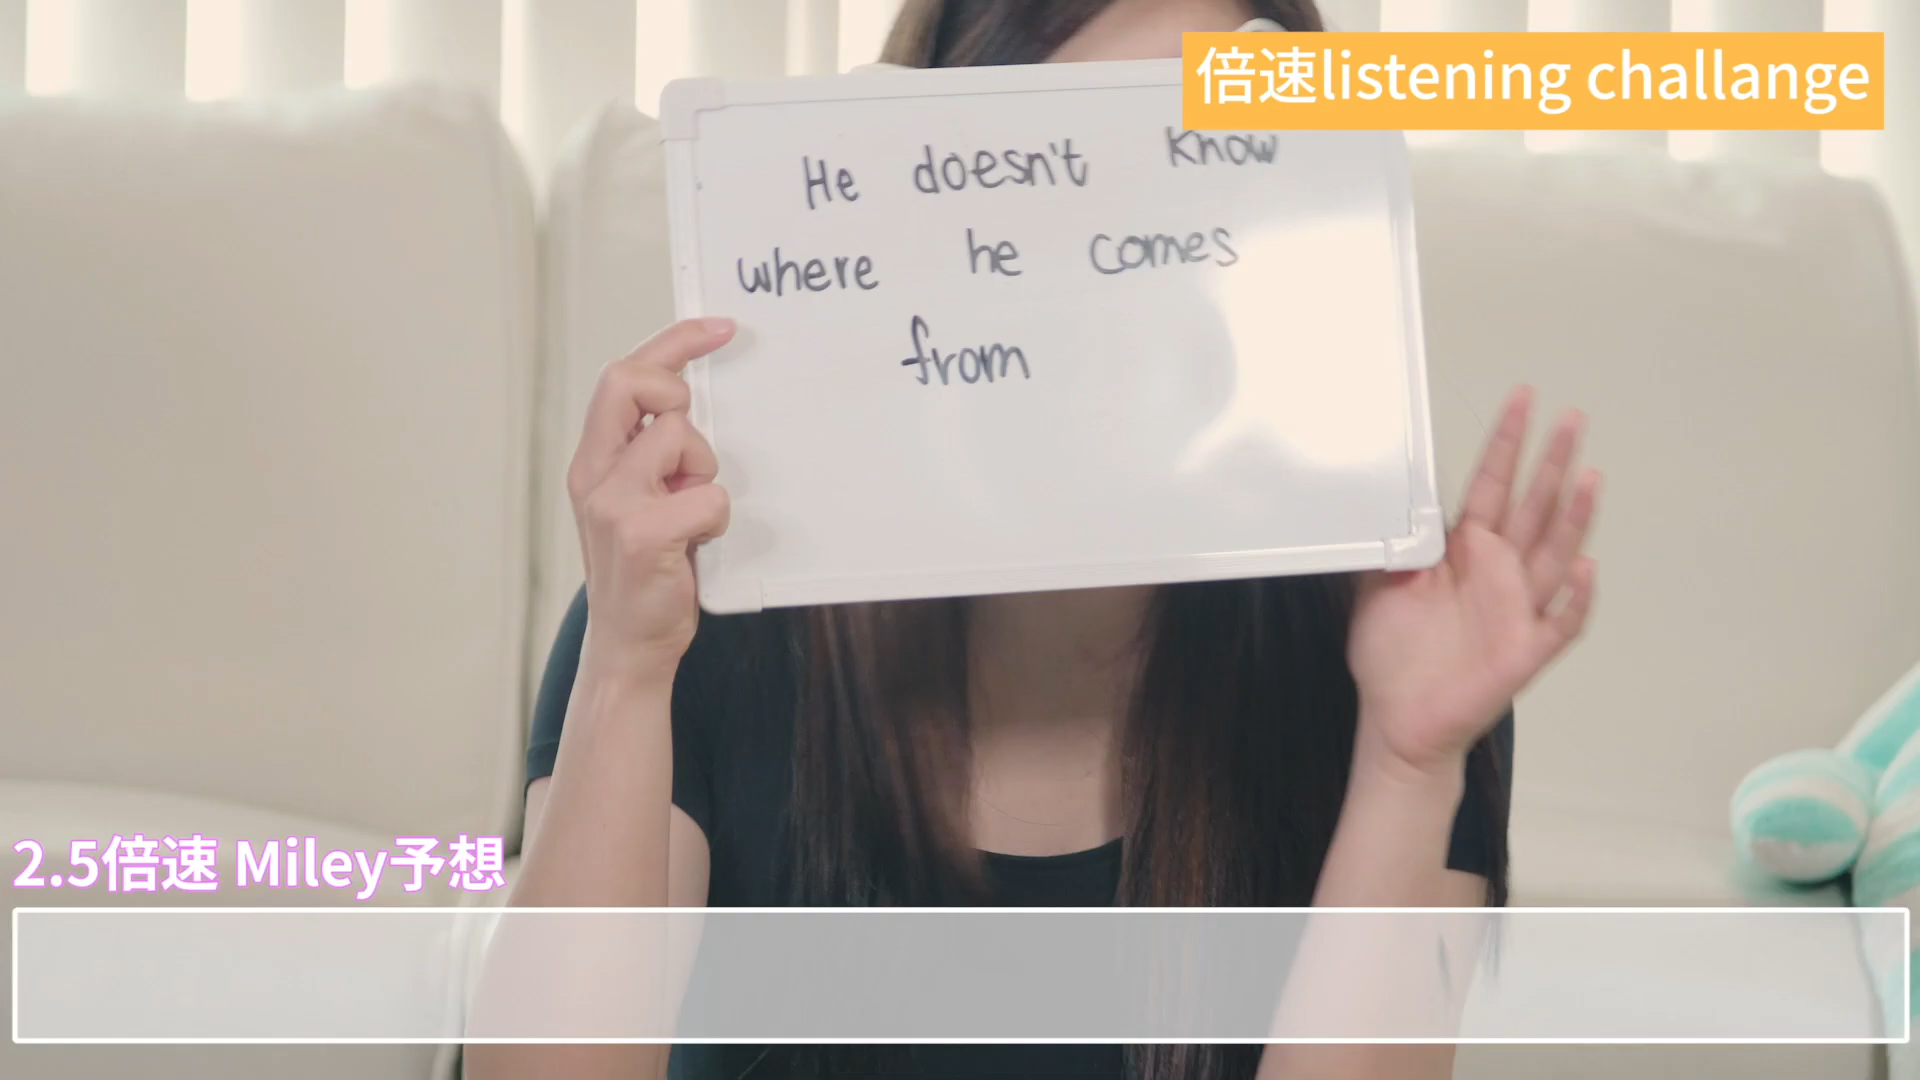 倍速listening challange
He doesn't know
where he comes
from
2.5倍速 Miley予想